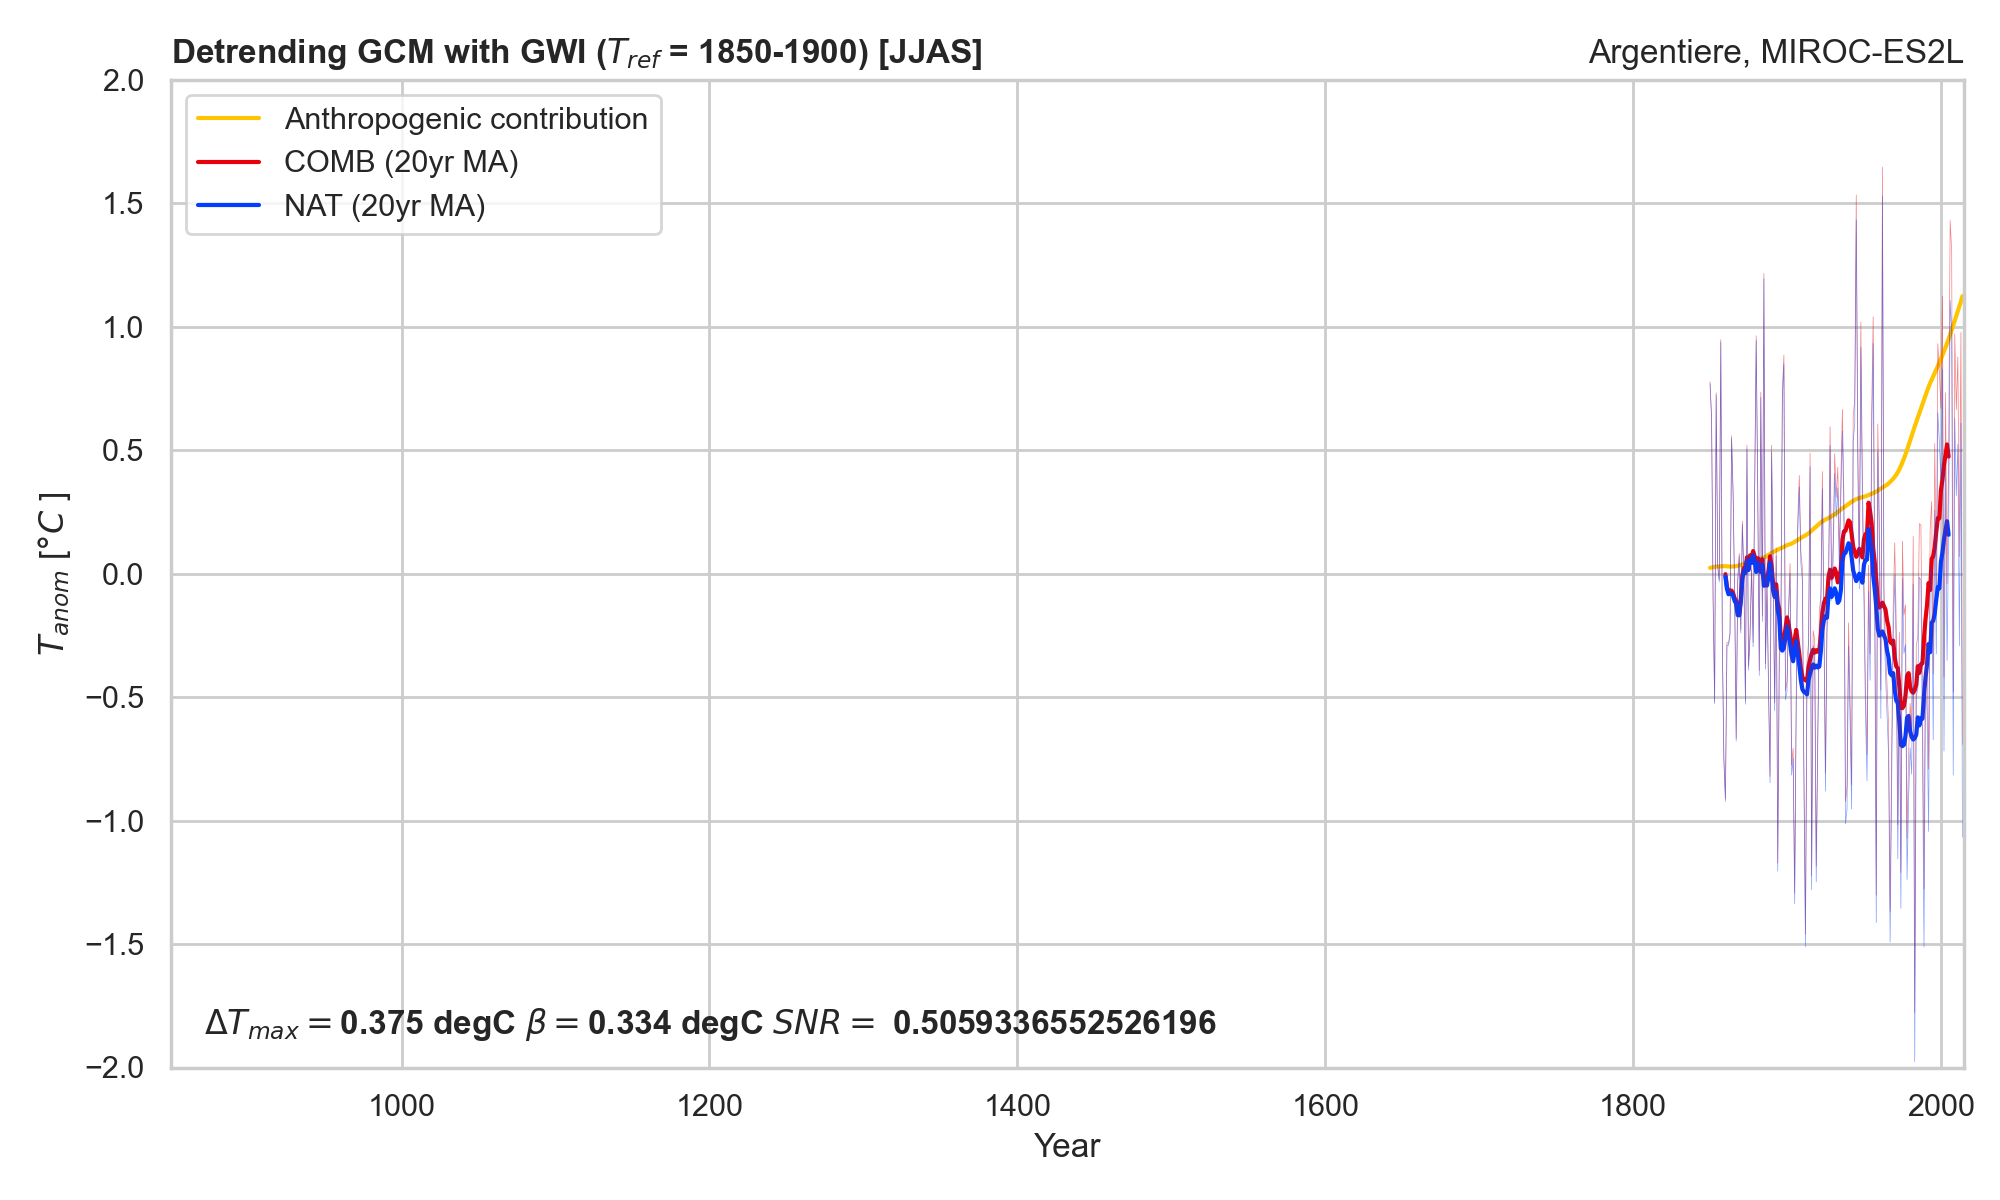 Detrending GCM with GWI (T_ref = 1850-1900) [JJAS]
Argentiere, MIROC-ES2L
2.0
1.5
1.0
0.5
0.0
−0.5
−1.0
−1.5
−2.0
T_anom [°C ]
Anthropogenic contribution
COMB (20yr MA)
NAT (20yr MA)
ΔT_max = 0.375 degC β = 0.334 degC SNR = 0.5059336552526196
1000 1200 1400 1600 1800 2000
Year